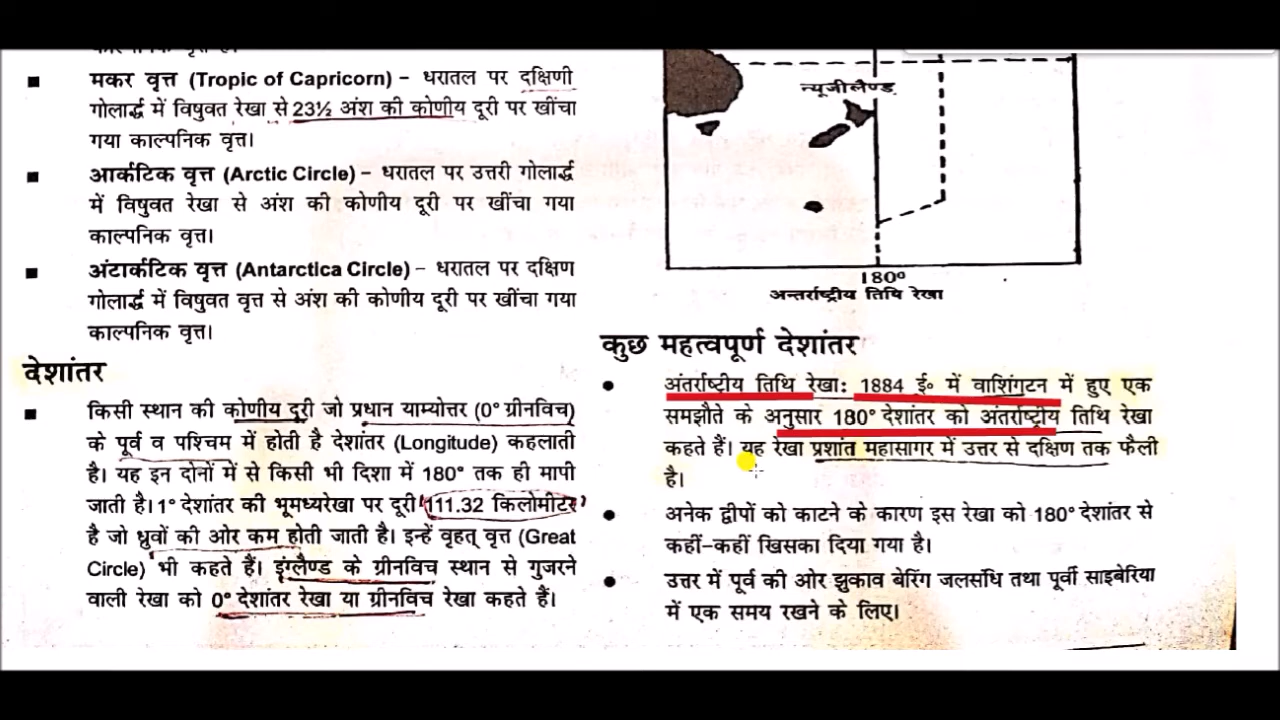 मकर वृत्त (Tropic of Capricorn) – धरातल पर दक्षिणी
गोलार्द्ध में विषुवत रेखा से 23½ अंश की कोणीय दूरी पर खींचा
गया काल्पनिक वृत्त।
आर्कटिक वृत्त (Arctic Circle) – धरातल पर उत्तरी गोलार्द्ध
में विषुवत रेखा से अंश की कोणीय दूरी पर खींचा गया
काल्पनिक वृत्त।
अंटार्कटिक वृत्त (Antarctica Circle) – धरातल पर दक्षिण
गोलार्द्ध में विषुवत वृत्त से अंश की कोणीय दूरी पर खींचा गया
काल्पनिक वृत्त।
देशांतर
किसी स्थान की कोणीय दूरी जो प्रधान याम्योत्तर (0° ग्रीनविच)
के पूर्व व पश्चिम में होती है देशांतर (Longitude) कहलाती
है। यह इन दोनों में से किसी भी दिशा में 180° तक ही मापी
जाती है। 1° देशांतर की भूमध्यरेखा पर दूरी 111.32 किलोमीटर
है जो ध्रुवों की ओर कम होती जाती है। इन्हें वृहत् वृत्त (Great
Circle) भी कहते हैं। इंग्लैण्ड के ग्रीनविच स्थान से गुजरने
वाली रेखा को 0° देशांतर रेखा या ग्रीनविच रेखा कहते हैं।
न्यूजीलैण्ड
180°
अन्तर्राष्ट्रीय तिथि रेखा
कुछ महत्वपूर्ण देशांतर
अंतर्राष्ट्रीय तिथि रेखा: 1884 ई० में वाशिंगटन में हुए एक
समझौते के अनुसार 180° देशांतर को अंतर्राष्ट्रीय तिथि रेखा
कहते हैं। यह रेखा प्रशांत महासागर में उत्तर से दक्षिण तक फैली
है।
अनेक द्वीपों को काटने के कारण इस रेखा को 180° देशांतर से
कहीं-कहीं खिसका दिया गया है।
उत्तर में पूर्व की ओर झुकाव बेरिंग जलसंधि तथा पूर्वी साइबेरिया
में एक समय रखने के लिए।